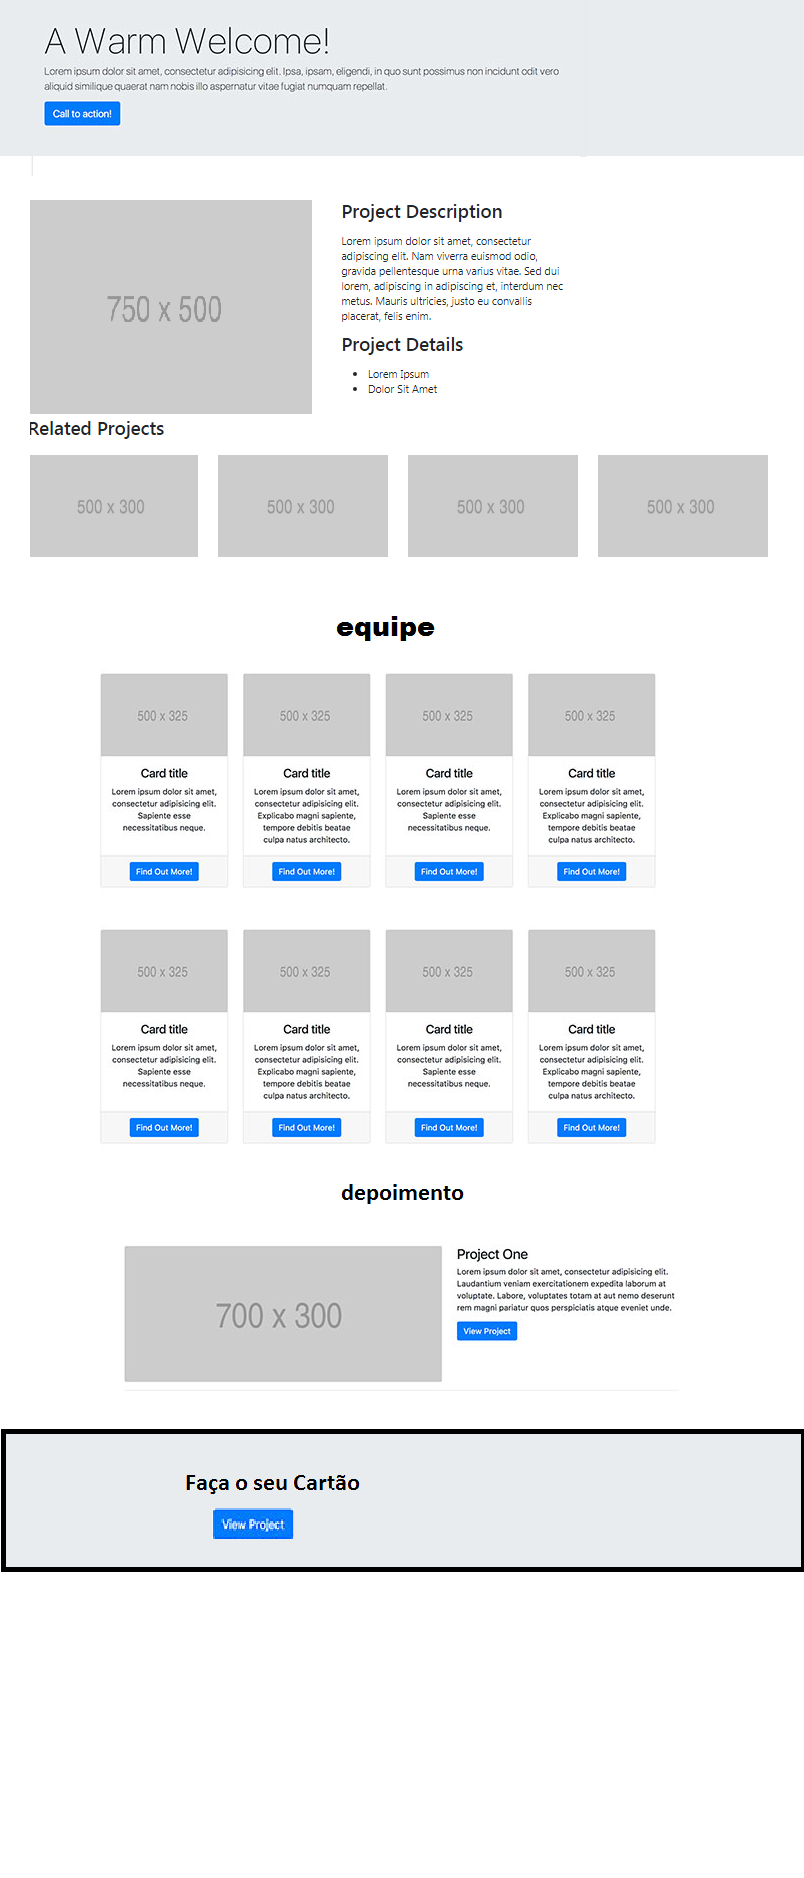 A Warm Welcome!
Lorem ipsum dolor sit amet, consectetur adipisicing elit. Ipsa, ipsam, eligendi, in quo sunt possimus non incidunt odit vero
aliquid similique quaerat nam nobis illo aspernatur vitae fugiat numquam repellat.
Call to action!
750 x 500
Project Description
Lorem ipsum dolor sit amet, consectetur
adipiscing elit. Nam viverra euismod odio,
gravida pellentesque urna varius vitae. Sed dui
lorem, adipiscing in adipiscing et, interdum nec
metus. Mauris ultricies, justo eu convallis
placerat, felis enim.
Project Details
• Lorem Ipsum
• Dolor Sit Amet
Related Projects
500 x 300
500 x 300
500 x 300
500 x 300
equipe
500 x 325
Card title
Lorem ipsum dolor sit amet,
consectetur adipisicing elit.
Sapiente esse
necessitatibus neque.
Find Out More!
500 x 325
Card title
Lorem ipsum dolor sit amet,
consectetur adipisicing elit.
Explicabo magni sapiente,
tempore debitis beatae
culpa natus architecto.
Find Out More!
500 x 325
Card title
Lorem ipsum dolor sit amet,
consectetur adipisicing elit.
Sapiente esse
necessitatibus neque.
Find Out More!
500 x 325
Card title
Lorem ipsum dolor sit amet,
consectetur adipisicing elit.
Explicabo magni sapiente,
tempore debitis beatae
culpa natus architecto.
Find Out More!
500 x 325
Card title
Lorem ipsum dolor sit amet,
consectetur adipisicing elit.
Sapiente esse
necessitatibus neque.
Find Out More!
500 x 325
Card title
Lorem ipsum dolor sit amet,
consectetur adipisicing elit.
Explicabo magni sapiente,
tempore debitis beatae
culpa natus architecto.
Find Out More!
500 x 325
Card title
Lorem ipsum dolor sit amet,
consectetur adipisicing elit.
Sapiente esse
necessitatibus neque.
Find Out More!
500 x 325
Card title
Lorem ipsum dolor sit amet,
consectetur adipisicing elit.
Explicabo magni sapiente,
tempore debitis beatae
culpa natus architecto.
Find Out More!
depoimento
700 x 300
Project One
Lorem ipsum dolor sit amet, consectetur adipisicing elit.
Laudantium veniam exercitationem expedita laborum at
voluptate. Labore, voluptates totam at aut nemo deserunt
rem magni pariatur quos perspiciatis atque eveniet unde.
View Project
Faça o seu Cartão
View Project